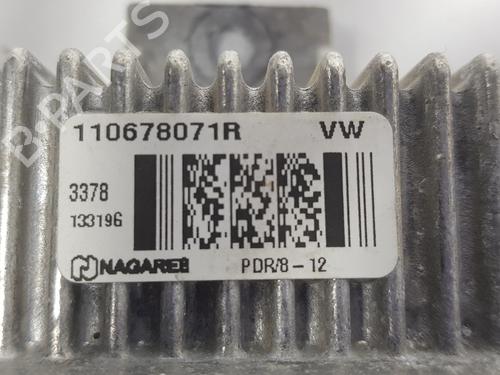 110678071R VW
3378
133196
NAGARES PDR/8-12
B-PARTS